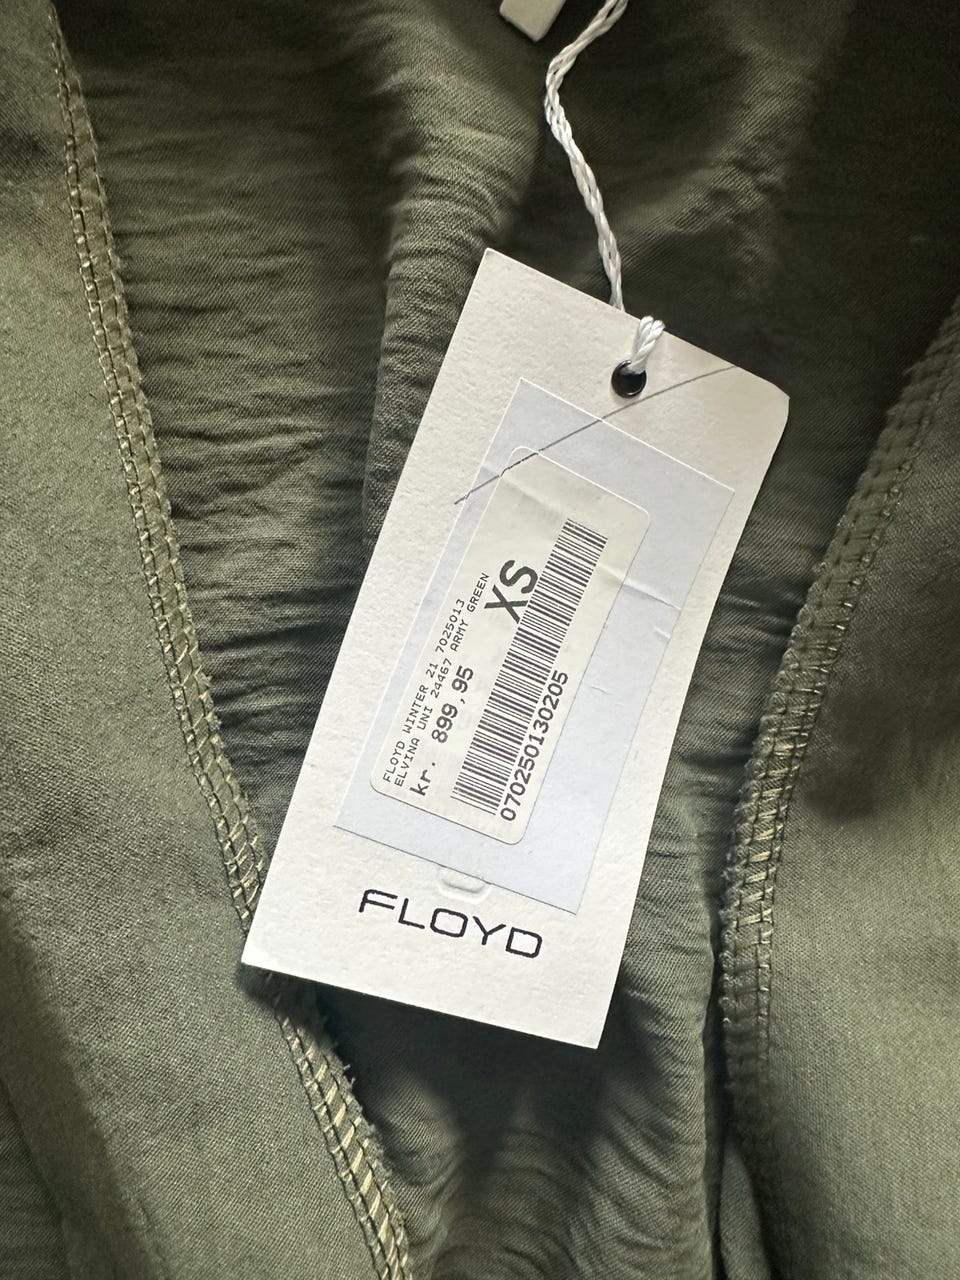 FLOYD WINTER 21 7025013
ELVINA UNI 24467 ARMY GREEN
kr. 899,95
XS
070250130205
FLOYD